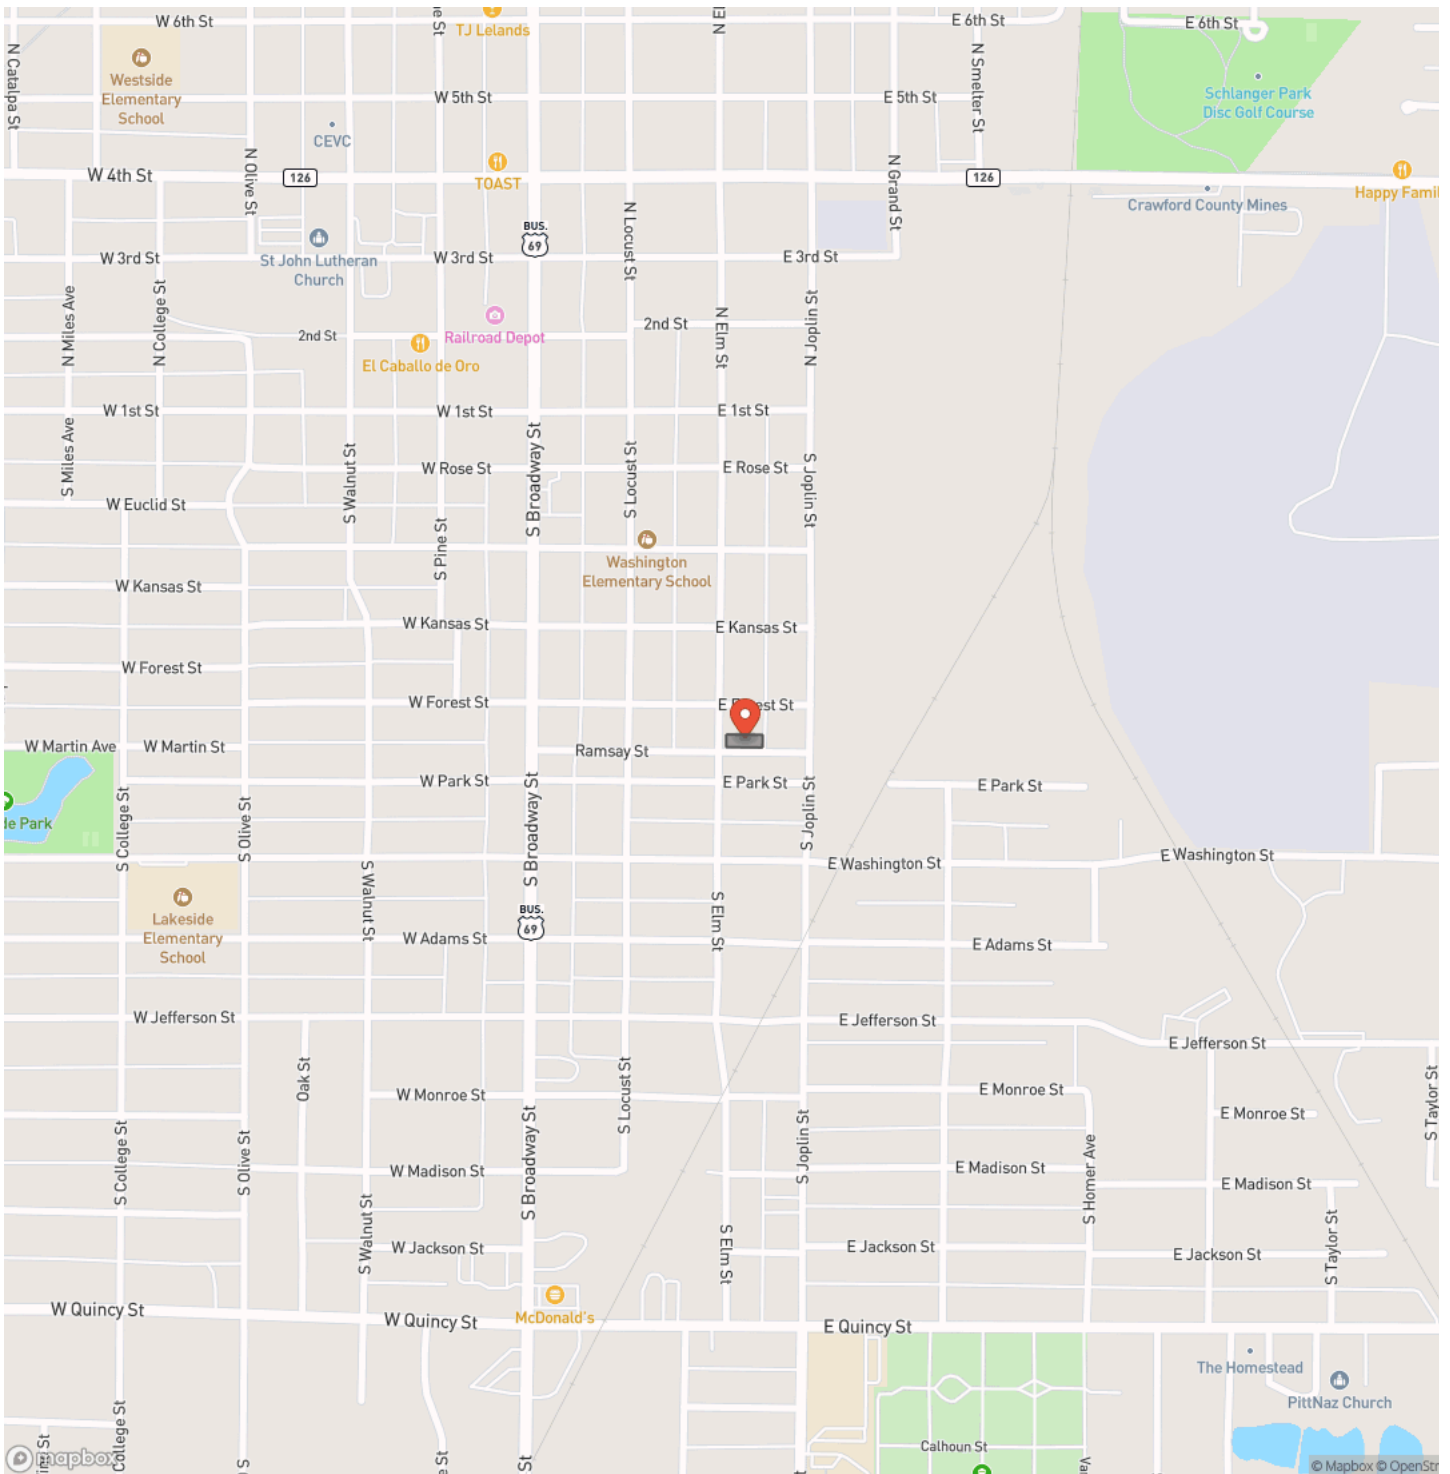 W 6th St
TJ Lelands
E 6th St
E 6th St
N Catalpa St
Westside
Elementary
School
W 5th St
E 5th St
N Smelter St
Schlanger Park
Disc Golf Course
CEVC
W 4th St
126
TOAST
126
N Olive St
N Grand St
Crawford County Mines
Happy Famil
BUS.
69
N Locust St
St John Lutheran
Church
W 3rd St
W 3rd St
E 3rd St
N Miles Ave
N College St
2nd St
Railroad Depot
2nd St
N Elm St
N Joplin St
El Caballo de Oro
W 1st St
W 1st St
E 1st St
S Miles Ave
S Walnut St
S Broadway St
S Locust St
S Joplin St
W Rose St
E Rose St
W Euclid St
S Pine St
Washington
Elementary School
W Kansas St
W Kansas St
E Kansas St
W Forest St
W Forest St
W Martin Ave
W Martin St
Ramsay St
W Park St
E Park St
E Park St
de Park
S College St
S Olive St
S Broadway St
S Joplin St
E Washington St
E Washington St
Lakeside
Elementary
School
S Walnut St
BUS.
69
S Elm St
W Adams St
E Adams St
W Jefferson St
E Jefferson St
E Jefferson St
Oak St
S Locust St
W Monroe St
E Monroe St
E Monroe St
S Taylor St
S College St
S Olive St
S Broadway St
S Joplin St
S Homer Ave
W Madison St
E Madison St
E Madison St
S Walnut St
S Elm St
S Taylor St
W Jackson St
E Jackson St
E Jackson St
W Quincy St
W Quincy St
McDonald's
E Quincy St
The Homestead
PittNaz Church
College St
Calhoun St
mapbox
© Mapbox © OpenStr